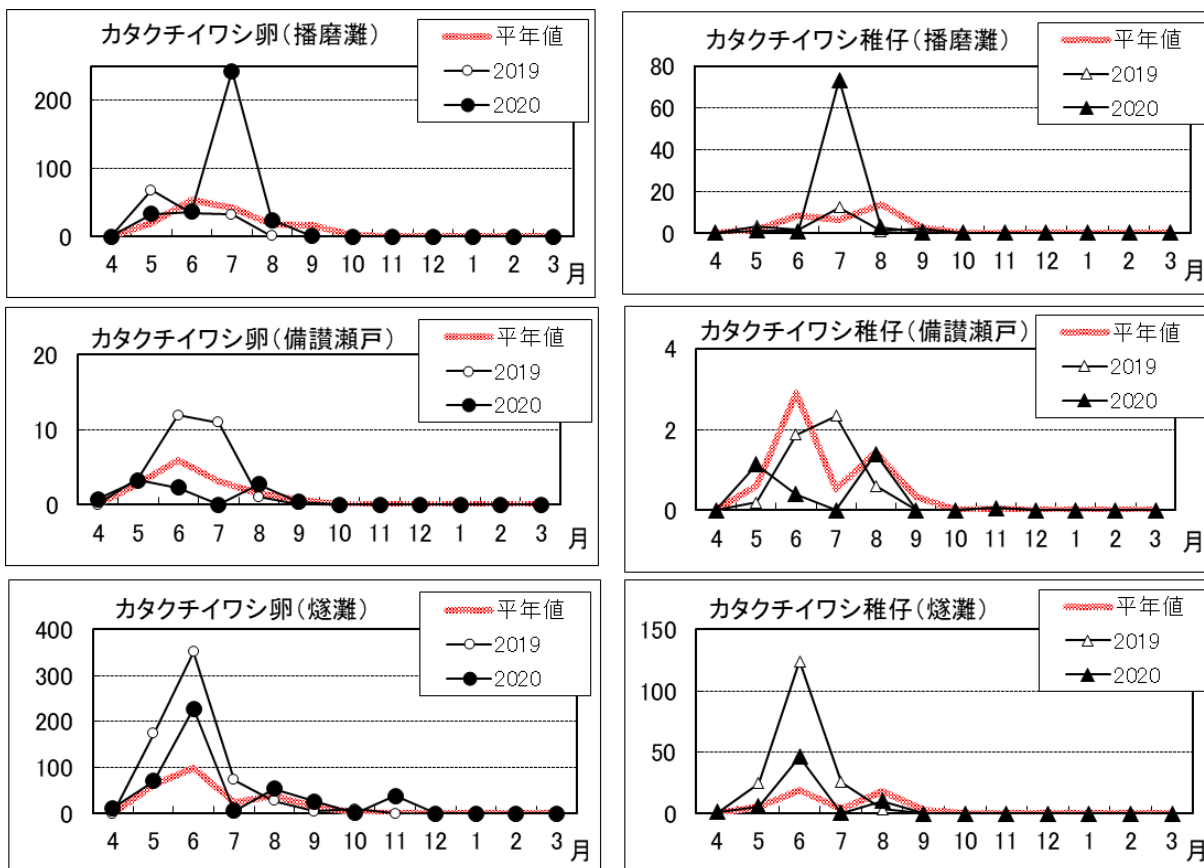 カタクチイワシ卵(播磨灘)
平年値
2019
2020
200
100
0
4 5 6 7 8 9 10 11 12 1 2 3 月
カタクチイワシ稚仔(播磨灘)
平年値
2019
2020
80
60
40
20
0
4 5 6 7 8 9 10 11 12 1 2 3 月
カタクチイワシ卵(備讃瀬戸)
平年値
2019
2020
20
10
0
4 5 6 7 8 9 10 11 12 1 2 3 月
カタクチイワシ稚仔(備讃瀬戸)
平年値
2019
2020
4
2
0
4 5 6 7 8 9 10 11 12 1 2 3 月
カタクチイワシ卵(燧灘)
平年値
2019
2020
400
300
200
100
0
4 5 6 7 8 9 10 11 12 1 2 3 月
カタクチイワシ稚仔(燧灘)
平年値
2019
2020
150
100
50
0
4 5 6 7 8 9 10 11 12 1 2 3 月